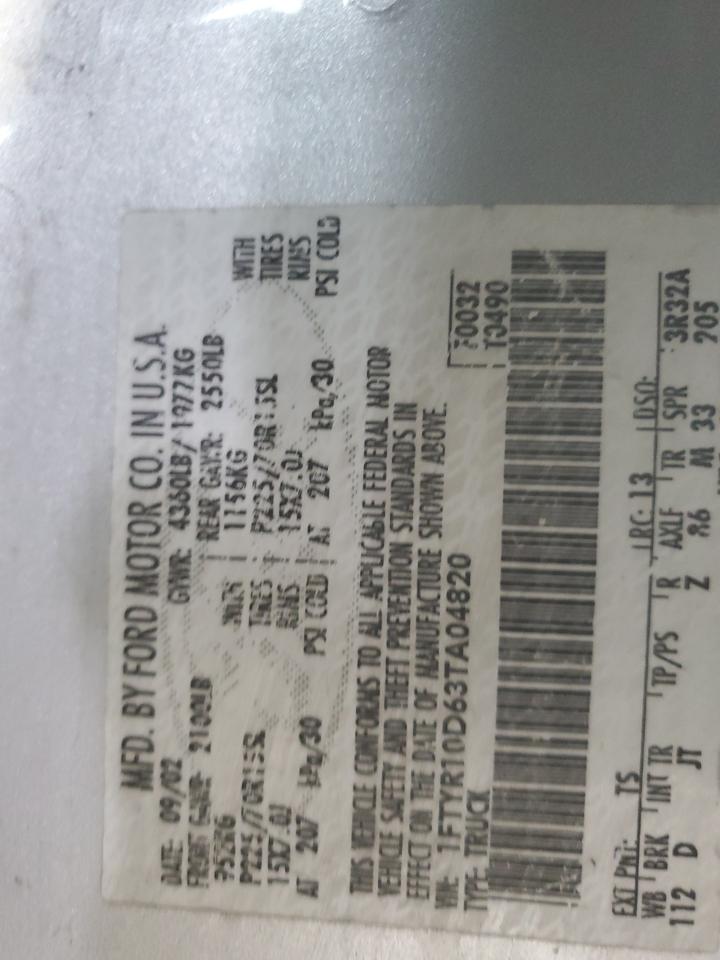 MFD. BY FORD MOTOR CO. IN U.S.A.
DATE: 09/02 GVWR: 4360LB/ 1977KG
FRONT GAWR: 2100LB REAR GAWR: 2550LB
952KG WITH 1156KG WITH
P225/70R15SL TIRES P225/70R15SL TIRES
15X7.0J RIMS 15X7.0J RIMS
AT 207 kPa/30 PSI COLD AT 207 kPa/30 PSI COLD
THIS VEHICLE CONFORMS TO ALL APPLICABLE FEDERAL MOTOR
VEHICLE SAFETY AND THEFT PREVENTION STANDARDS IN
EFFECT ON THE DATE OF MANUFACTURE SHOWN ABOVE.
VIN: 1FTYR10D63TA04820 F0032
TYPE: TRUCK T0490
EXT PNT: TS RC: 13 DSO:
WB BRK INT TR TP/PS R AXLE TR SPR 3R32A
112 D JT Z 86 M 33 205